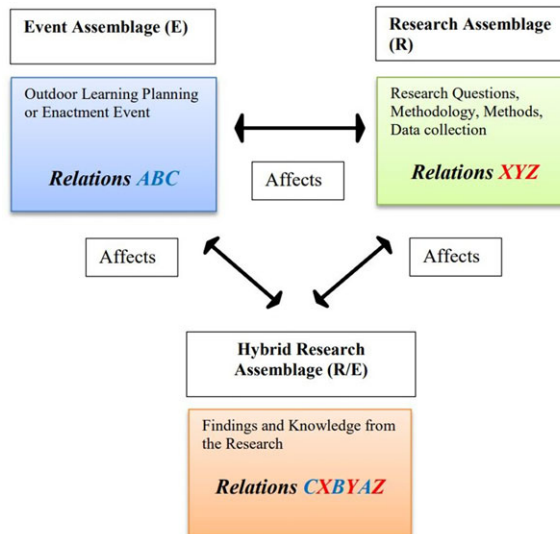 Event Assemblage (E)
Research Assemblage
(R)
Outdoor Learning Planning
or Enactment Event
Relations ABC
Research Questions,
Methodology, Methods,
Data collection
Relations XYZ
Affects
Affects
Affects
Hybrid Research
Assemblage (R/E)
Findings and Knowledge from
the Research
Relations CXBYAZ